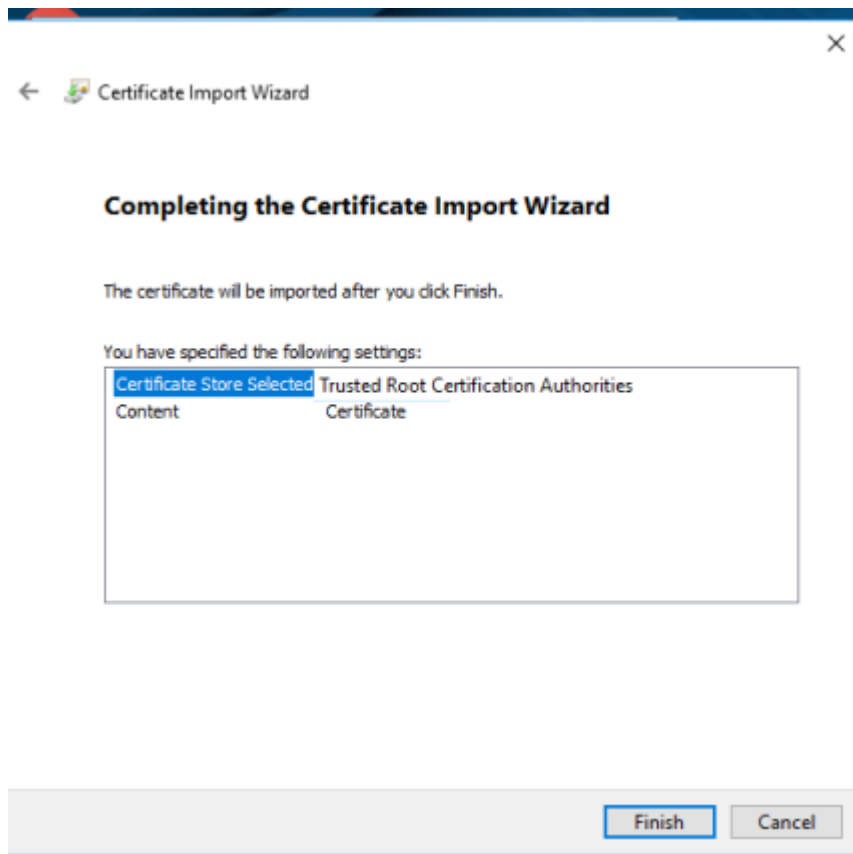 Certificate Import Wizard
Completing the Certificate Import Wizard
The certificate will be imported after you click Finish.
You have specified the following settings:
Certificate Store Selected Trusted Root Certification Authorities
Content Certificate
Finish Cancel